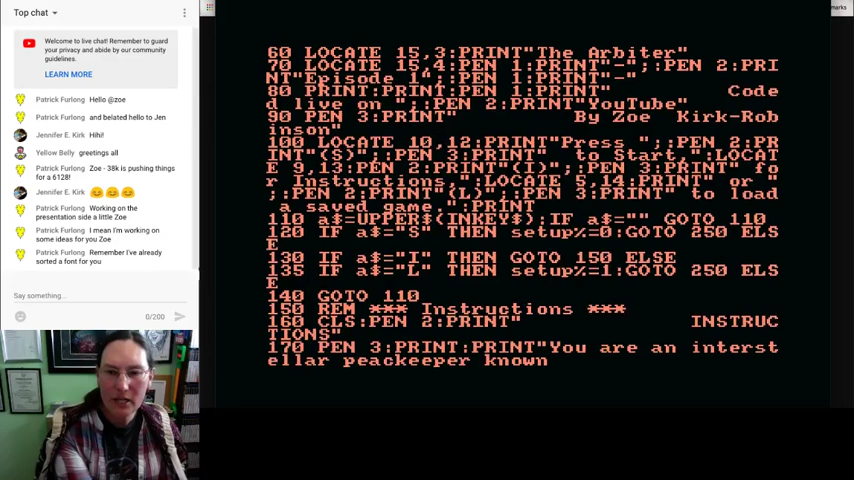 Top chat
Welcome to live chat! Remember to guard
your privacy and abide by our community
guidelines.
LEARN MORE
Patrick Furlong Hello @zoe
Patrick Furlong and belated hello to Jen
Jennifer E. Kirk Hihi!
Yellow Belly greetings all
Patrick Furlong Zoe - 38k is pushing things
for a 6128!
Jennifer E. Kirk
Patrick Furlong Working on the
presentation side a little Zoe
Patrick Furlong I mean I'm working on
some ideas for you Zoe
Patrick Furlong Remember I've already
sorted a font for you
Say something...
0/200
marks
60 LOCATE 15,3:PRINT"The Arbiter"
70 LOCATE 15,4:PEN 1:PRINT"-";:PEN 2:PRI
NT"Episode 1";:PEN 1:PRINT"-"
80 PRINT:PRINT:PEN 1:PRINT" Code
d live on ";:PEN 2:PRINT"YouTube"
90 PEN 3:PRINT" By Zoe Kirk-Rob
inson"
100 LOCATE 10,12:PRINT"Press ";:PEN 2:PR
INT"(S)";:PEN 3:PRINT" to Start,":LOCAT
E 9,13:PEN 2:PRINT"(I)";:PEN 3:PRINT" fo
r Instructions,":LOCATE 5,14:PRINT" or "
;:PEN 2:PRINT"(L)";:PEN 3:PRINT" to load
a saved game.":PRINT
110 a$=UPPER$(INKEY$):IF a$="" GOTO 110
120 IF a$="S" THEN setup%=0:GOTO 250 ELS
E
130 IF a$="I" THEN GOTO 150 ELSE
135 IF a$="L" THEN setup%=1:GOTO 250 ELS
E
140 GOTO 110
150 REM *** Instructions ***
160 CLS:PEN 2:PRINT" INSTRUC
TIONS"
170 PEN 3:PRINT:PRINT"You are an interst
ellar peackeeper known